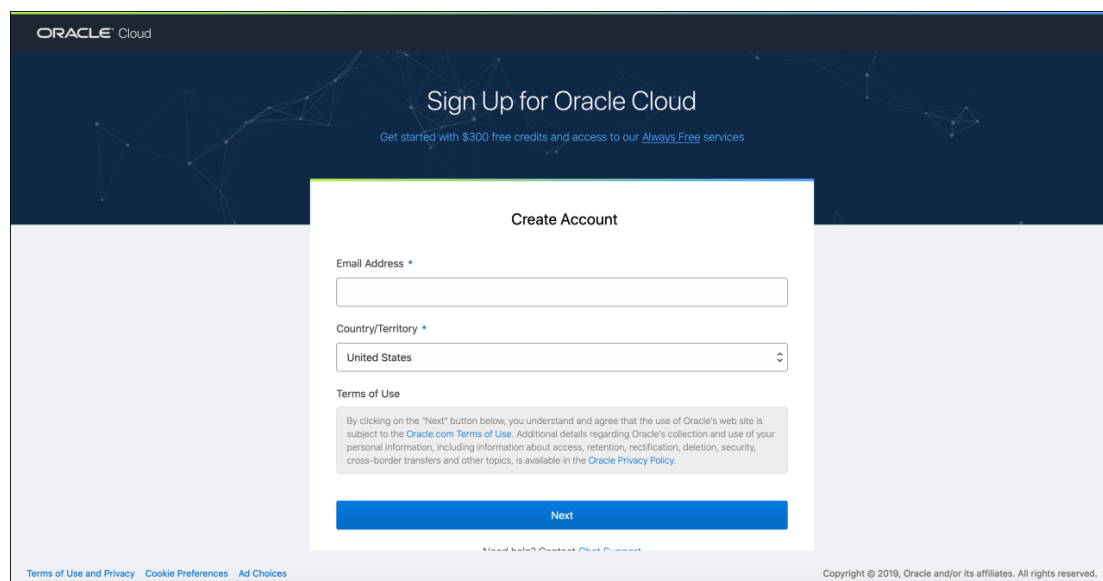 ORACLE Cloud
Sign Up for Oracle Cloud
Get started with $300 free credits and access to our Always Free services
Create Account
Email Address *
Country/Territory *
United States
Terms of Use
By clicking on the "Next" button below, you understand and agree that the use of Oracle's web site is
subject to the Oracle.com Terms of Use. Additional details regarding Oracle's collection and use of your
personal information, including information about access, retention, rectification, deletion, security,
cross-border transfers and other topics, is available in the Oracle Privacy Policy.
Next
Need help? Contact Chat Support
Terms of Use and Privacy Cookie Preferences Ad Choices
Copyright © 2019, Oracle and/or its affiliates. All rights reserved.